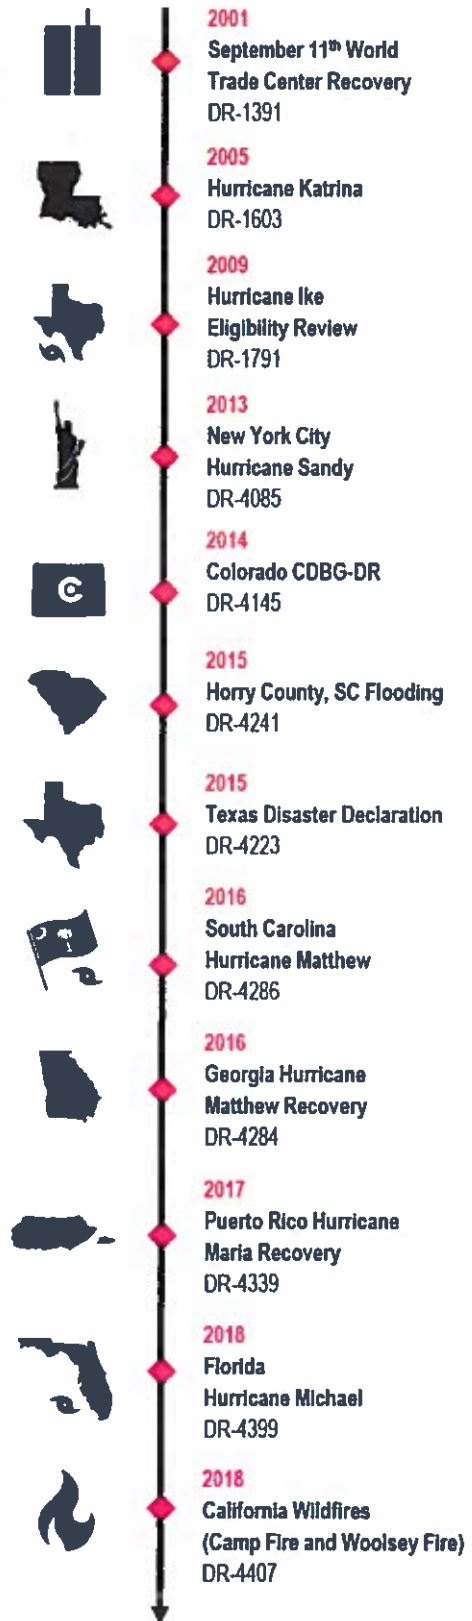 2001
September 11th World
Trade Center Recovery
DR-1391
2005
Hurricane Katrina
DR-1603
2009
Hurricane Ike
Eligibility Review
DR-1791
2013
New York City
Hurricane Sandy
DR-4085
2014
Colorado CDBG-DR
DR-4145
2015
Horry County, SC Flooding
DR-4241
2015
Texas Disaster Declaration
DR-4223
2016
South Carolina
Hurricane Matthew
DR-4286
2016
Georgia Hurricane
Matthew Recovery
DR-4284
2017
Puerto Rico Hurricane
Maria Recovery
DR-4339
2018
Florida
Hurricane Michael
DR-4399
2018
California Wildfires
(Camp Fire and Woolsey Fire)
DR-4407